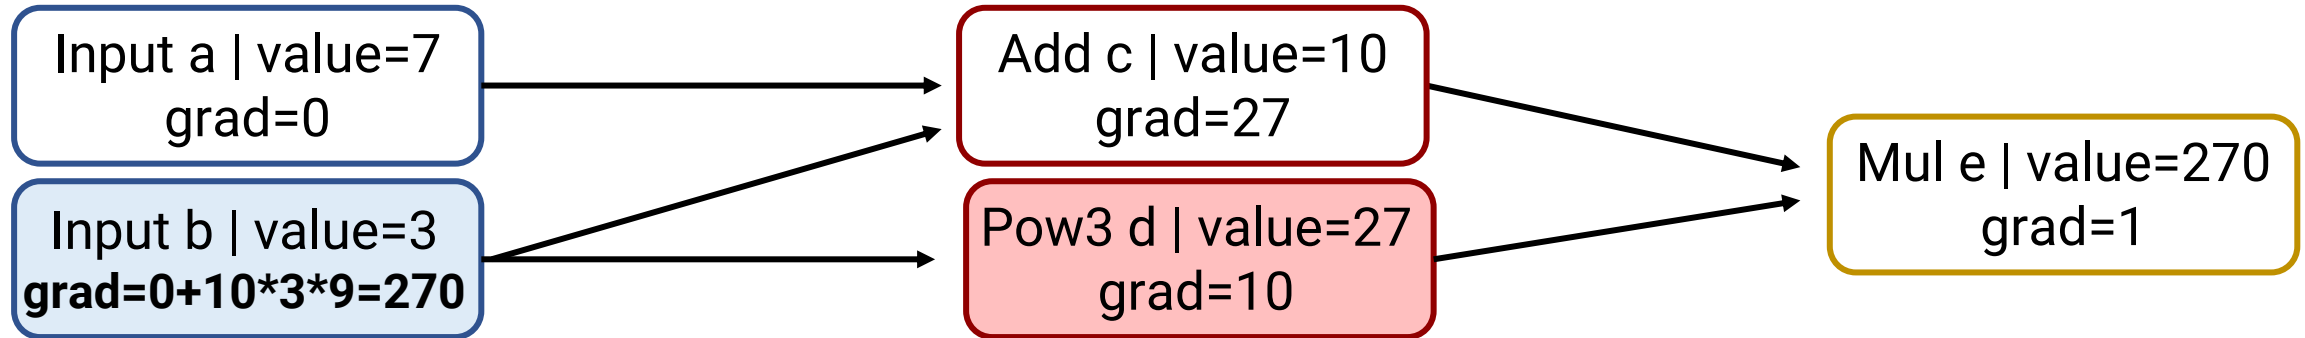 Input a | value=7
grad=0
Input b | value=3
grad=0+10*3*9=270
Add c | value=10
grad=27
Pow3 d | value=27
grad=10
Mul e | value=270
grad=1